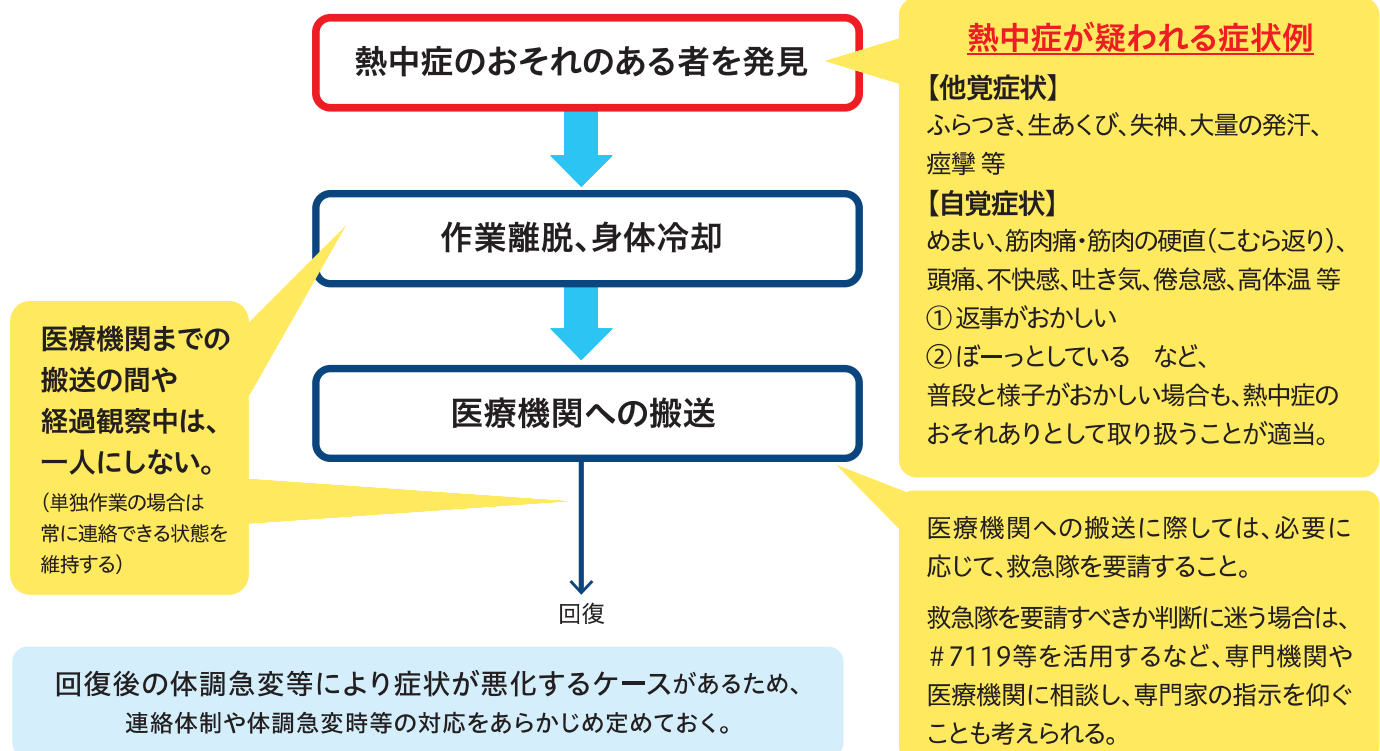 熱中症のおそれのある者を発見
熱中症が疑われる症状例
【他覚症状】
ふらつき、生あくび、失神、大量の発汗、
痙攣 等
【自覚症状】
めまい、筋肉痛・筋肉の硬直(こむら返り)、
頭痛、不快感、吐き気、倦怠感、高体温 等
①返事がおかしい
②ぼーっとしている　など、
普段と様子がおかしい場合も、熱中症の
おそれありとして取り扱うことが適当。
作業離脱、身体冷却
医療機関までの
搬送の間や
経過観察中は、
一人にしない。
(単独作業の場合は
常に連絡できる状態を
維持する)
医療機関への搬送
医療機関への搬送に際しては、必要に
応じて、救急隊を要請すること。
救急隊を要請すべきか判断に迷う場合は、
#7119等を活用するなど、専門機関や
医療機関に相談し、専門家の指示を仰ぐ
ことも考えられる。
回復
回復後の体調急変等により症状が悪化するケースがあるため、
連絡体制や体調急変時等の対応をあらかじめ定めておく。